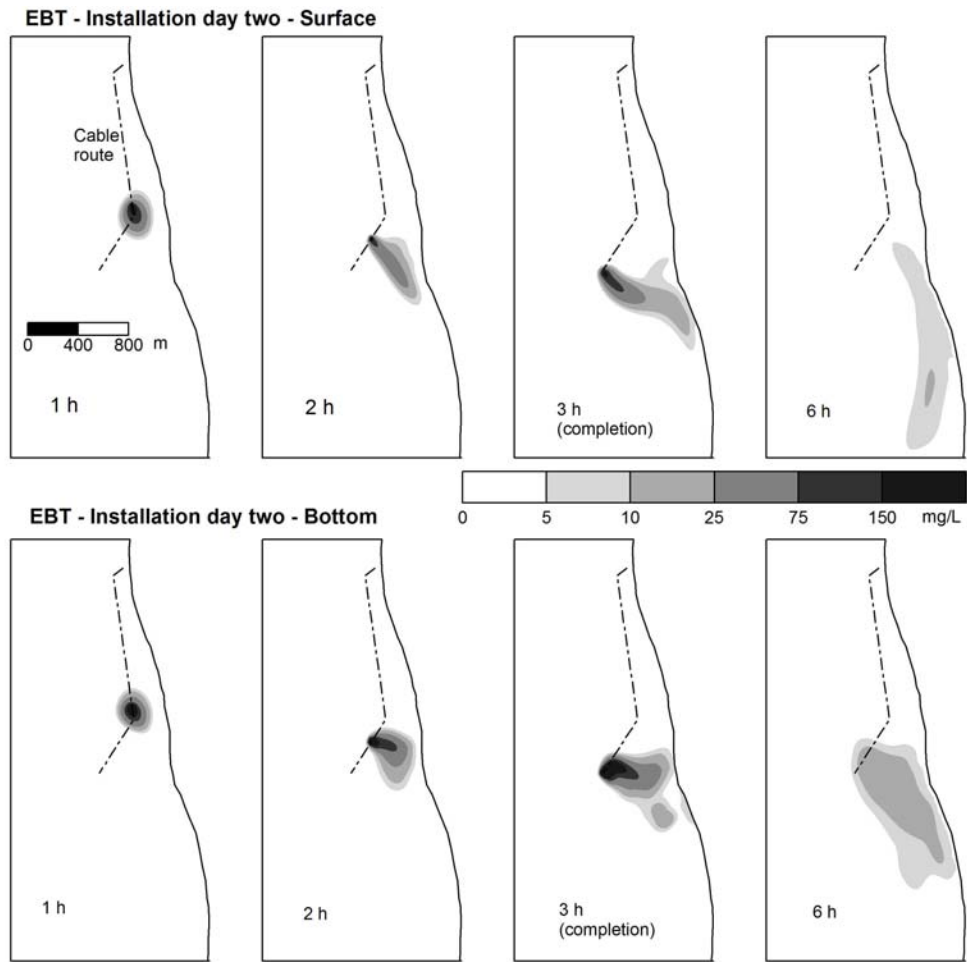 EBT - Installation day two - Surface
Cable
route
0 400 800 m
1 h
2 h
3 h
(completion)
6 h
0 5 10 25 75 150 mg/L
EBT - Installation day two - Bottom
1 h
2 h
3 h
(completion)
6 h